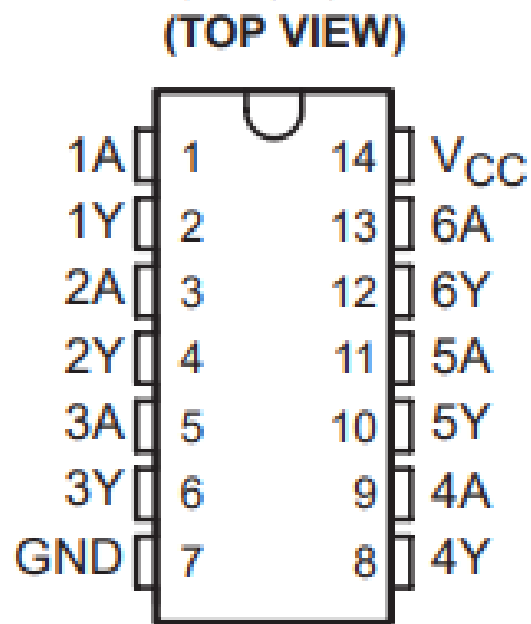 (TOP VIEW)
1A 1 14 VCC
1Y 2 13 6A
2A 3 12 6Y
2Y 4 11 5A
3A 5 10 5Y
3Y 6 9 4A
GND 7 8 4Y